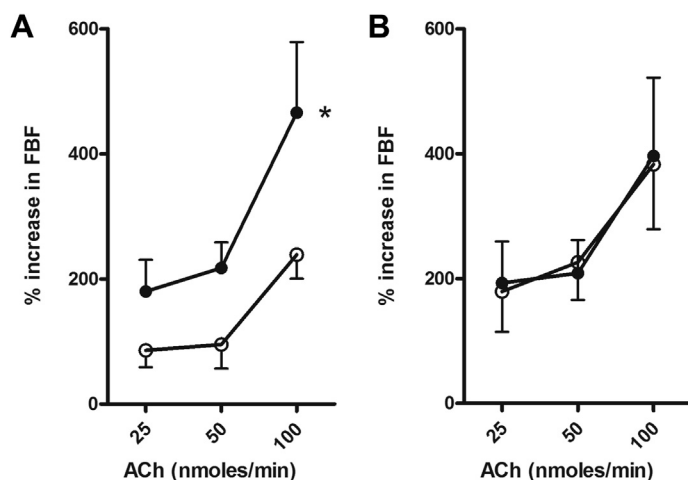 A
600
400
200
0
% increase in FBF
*
25
50
100
ACh (nmoles/min)
B
600
400
200
0
% increase in FBF
25
50
100
ACh (nmoles/min)